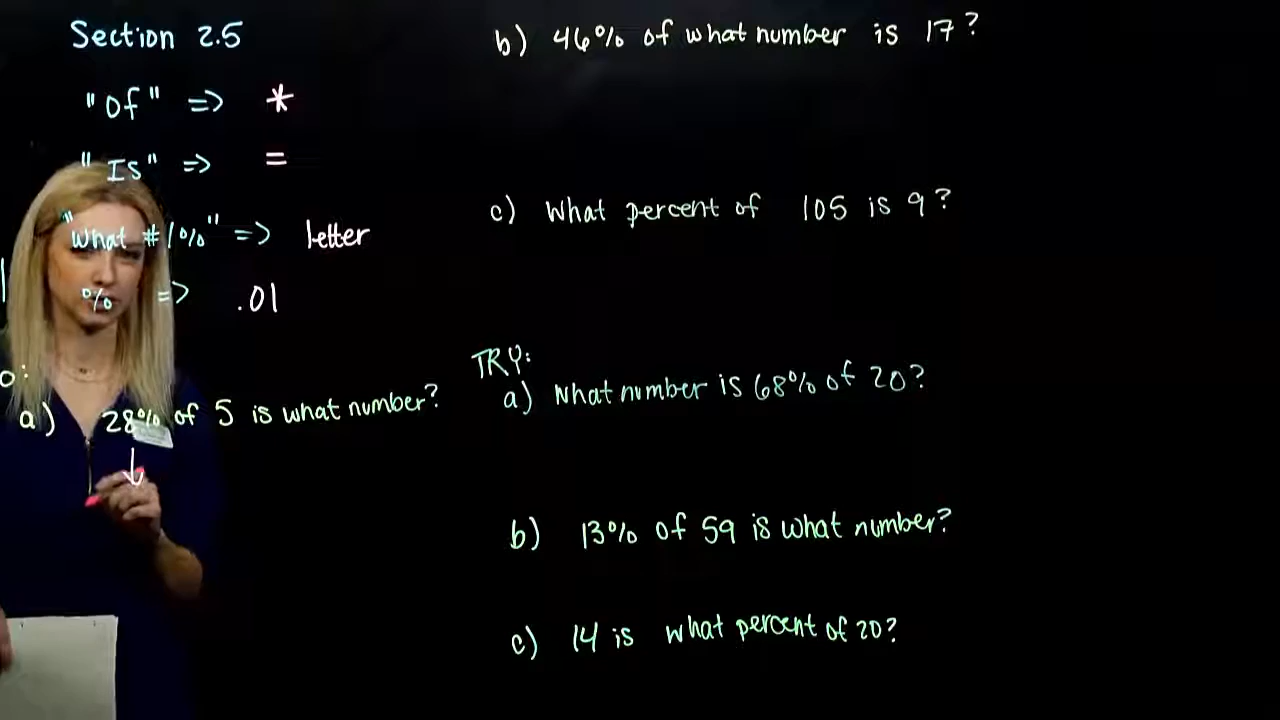 Section 2.5
"Of" => *
"Is" => =
"What #/%" => letter
% => .01
o:
a) 28% of 5 is what number?
b) 46% of what number is 17?
c) What percent of 105 is 9?
TRY:
a) What number is 68% of 20?
b) 13% of 59 is what number?
c) 14 is what percent of 20?